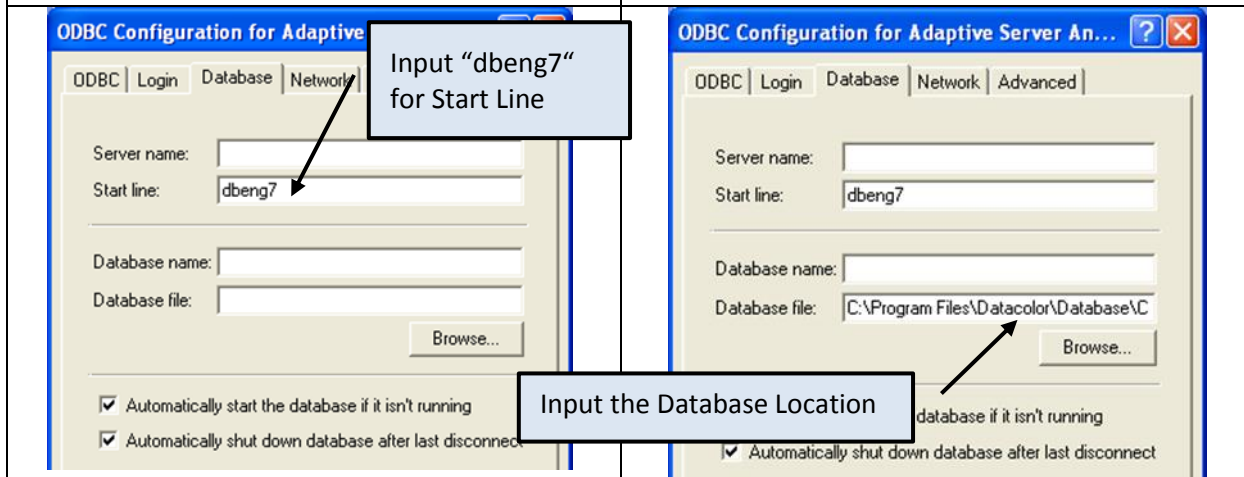 ODBC Configuration for Adaptive
Input “dbeng7“
for Start Line
ODBC Login Database Network
Server name:
Start line: dbeng7
Database name:
Database file:
Browse...
Automatically start the database if it isn't running
Automatically shut down database after last disconnect
ODBC Configuration for Adaptive Server An...
ODBC Login Database Network Advanced
Server name:
Start line: dbeng7
Database name:
Database file: C:\Program Files\Datacolor\Database\C
Browse...
Input the Database Location
database if it isn't running
Automatically shut down database after last disconnect